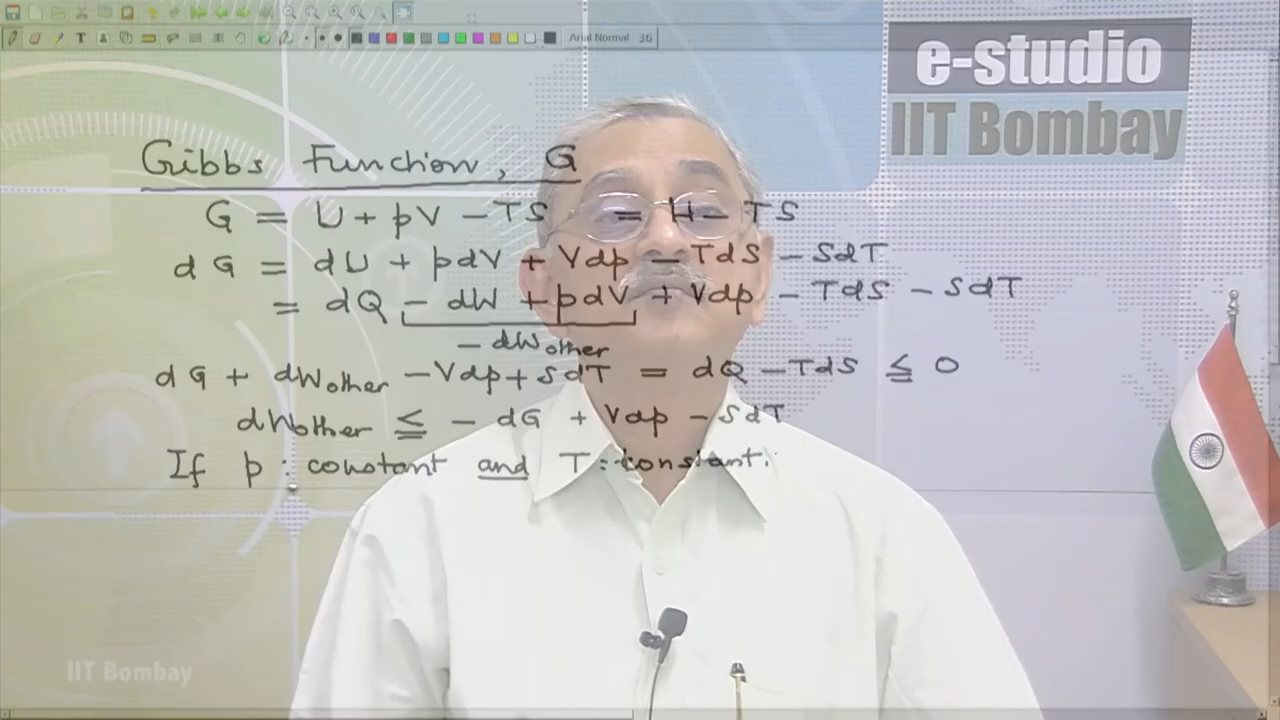 Arial Normal 36
e-studio
IIT Bombay
Gibbs Function, G
G = U + pV - TS = H - TS
dG = dU + pdV + Vdp - TdS - SdT
= dQ - dW + pdV + Vdp - TdS - SdT
- dWother
dG + dWother - Vdp + SdT = dQ - TdS ≦ 0
dWother ≤ - dG + Vdp - SdT
If p : constant and T : constant.
IIT Bombay